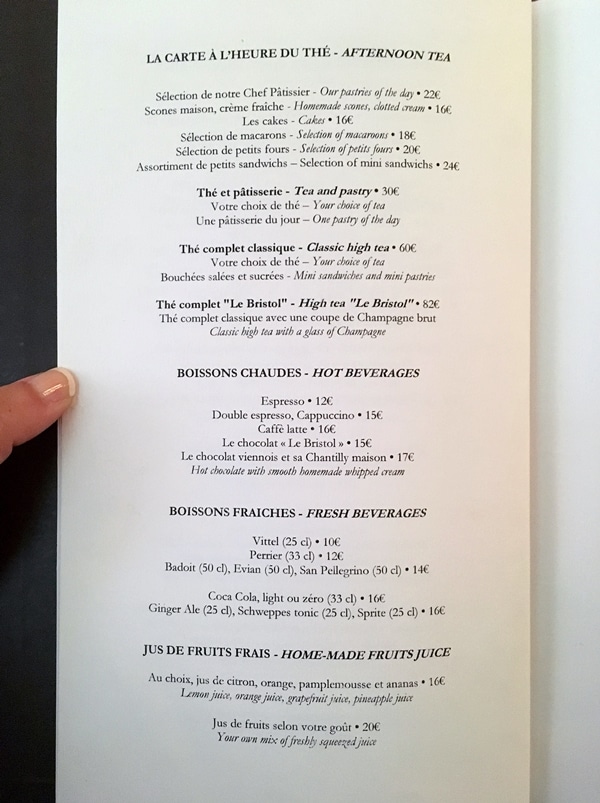 LA CARTE À L'HEURE DU THÉ - AFTERNOON TEA
Sélection de notre Chef Pâtissier - Our pastries of the day • 22€
Scones maison, crème fraîche - Homemade scones, clotted cream • 16€
Les cakes - Cakes • 16€
Sélection de macarons - Selection of macaroons • 18€
Sélection de petits fours - Selection of petits fours • 20€
Assortiment de petits sandwichs – Selection of mini sandwichs • 24€
Thé et pâtisserie - Tea and pastry • 30€
Votre choix de thé – Your choice of tea
Une pâtisserie du jour – One pastry of the day
Thé complet classique - Classic high tea • 60€
Votre choix de thé – Your choice of tea
Bouchées salées et sucrées - Mini sandwiches and mini pastries
Thé complet "Le Bristol" - High tea "Le Bristol" • 82€
Thé complet classique avec une coupe de Champagne brut
Classic high tea with a glass of Champagne
BOISSONS CHAUDES - HOT BEVERAGES
Espresso • 12€
Double espresso, Cappuccino • 15€
Caffè latte • 16€
Le chocolat « Le Bristol » • 15€
Le chocolat viennois et sa Chantilly maison • 17€
Hot chocolate with smooth homemade whipped cream
BOISSONS FRAICHES - FRESH BEVERAGES
Vittel (25 cl) • 10€
Perrier (33 cl) • 12€
Badoit (50 cl), Evian (50 cl), San Pellegrino (50 cl) • 14€
Coca Cola, light ou zéro (33 cl) • 16€
Ginger Ale (25 cl), Schweppes tonic (25 cl), Sprite (25 cl) • 16€
JUS DE FRUITS FRAIS - HOME-MADE FRUITS JUICE
Au choix, jus de citron, orange, pamplemousse et ananas • 16€
Lemon juice, orange juice, grapefruit juice, pineapple juice
Jus de fruits selon votre goût • 20€
Your own mix of freshly squeezed juice